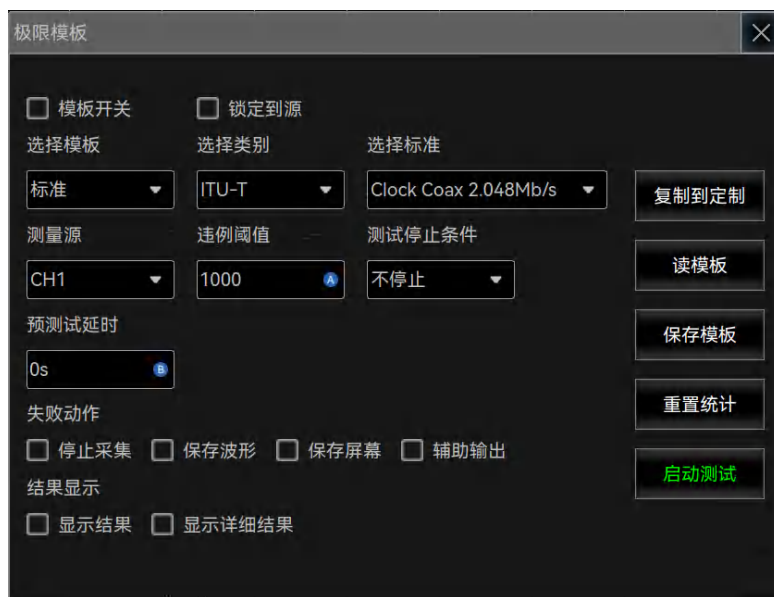 极限模板
模板开关 锁定到源
选择模板 选择类别 选择标准
标准 ITU-T Clock Coax 2.048Mb/s 复制到定制
测量源 违例阈值 测试停止条件
读模板
CH1 1000 A 不停止
预测试延时
保存模板
0s B
失败动作
重置统计
停止采集 保存波形 保存屏幕 辅助输出
启动测试
结果显示
显示结果 显示详细结果